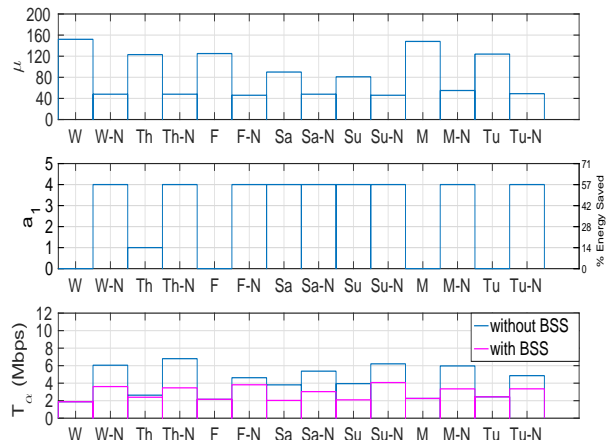 200
160
120
80
40
0
μ
W W-N Th Th-N F F-N Sa Sa-N Su Su-N M M-N Tu Tu-N
5
4
3
2
1
0
a1
71
57
42
28
14
0
% Energy Saved
W W-N Th Th-N F F-N Sa Sa-N Su Su-N M M-N Tu Tu-N
12
10
8
6
4
2
0
Tα (Mbps)
without BSS
with BSS
W W-N Th Th-N F F-N Sa Sa-N Su Su-N M M-N Tu Tu-N